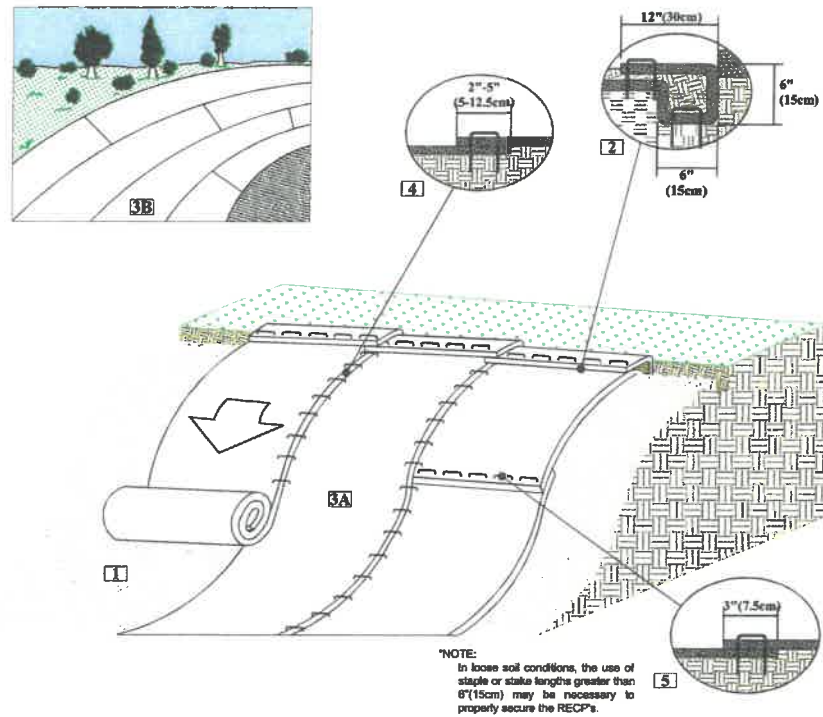 12"(30cm)
2"-5"
(5-12.5cm)
6"
(15cm)
2
4
6"
(15cm)
3B
3A
1
3"(7.5cm)
5
*NOTE:
In loose soil conditions, the use of
staple or stake lengths greater than
6"(15cm) may be necessary to
properly secure the RECP's.